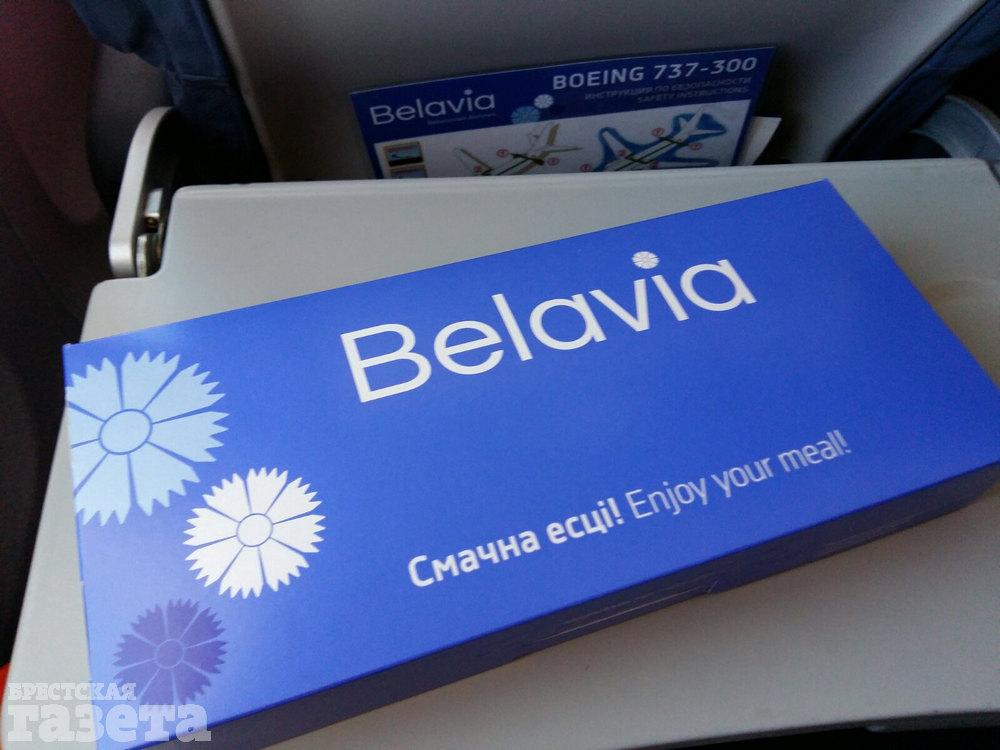 BOEING 737-300
Belavia
ИНСТРУКЦИЯ ПО БЕЗОПАСНОСТИ
SAFETY INSTRUCTIONS
Belavia
Смачна есці! Enjoy your meal!
БРЕСТСКАЯ
газета